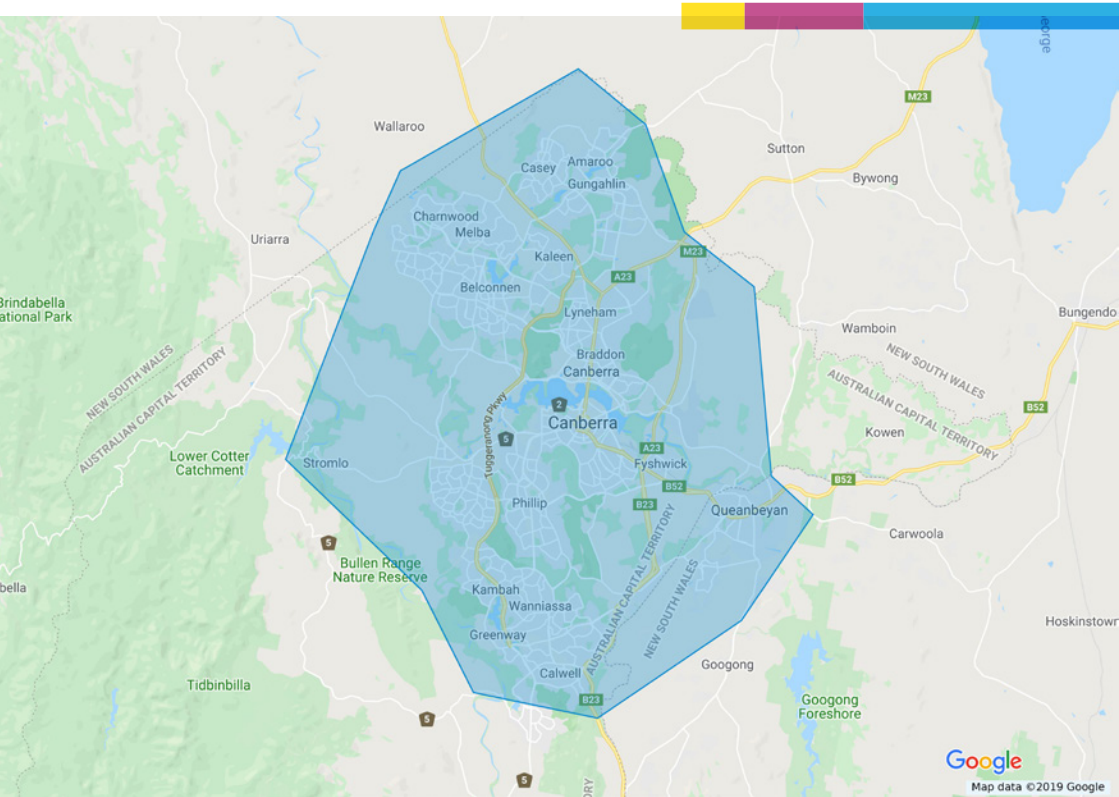 eorge
M23
Wallaroo
Sutton
Casey
Amaroo
Bywong
Gungahlin
Charnwood
Melba
Uriarra
M23
Kaleen
A23
Belconnen
Brindabella
ational Park
Lyneham
Bungendo
Wamboin
NEW SOUTH WALES
AUSTRALIAN CAPITAL TERRITORY
Braddon
Canberra
NEW SOUTH WALES
AUSTRALIAN CAPITAL TERRITORY
Tuggeranong Pkwy
2
B52
Canberra
5
Kowen
A23
Lower Cotter
Catchment
Stromlo
Fyshwick
B52
B52
Phillip
B23
Queanbeyan
Carwoola
5
Bullen Range
Nature Reserve
bella
Kambah
Wanniassa
AUSTRALIAN CAPITAL TERRITORY
NEW SOUTH WALES
Hoskinstown
Greenway
Googong
Calwell
Tidbinbilla
B23
Googong
Foreshore
5
Google
5
ORY
Map data ©2019 Google